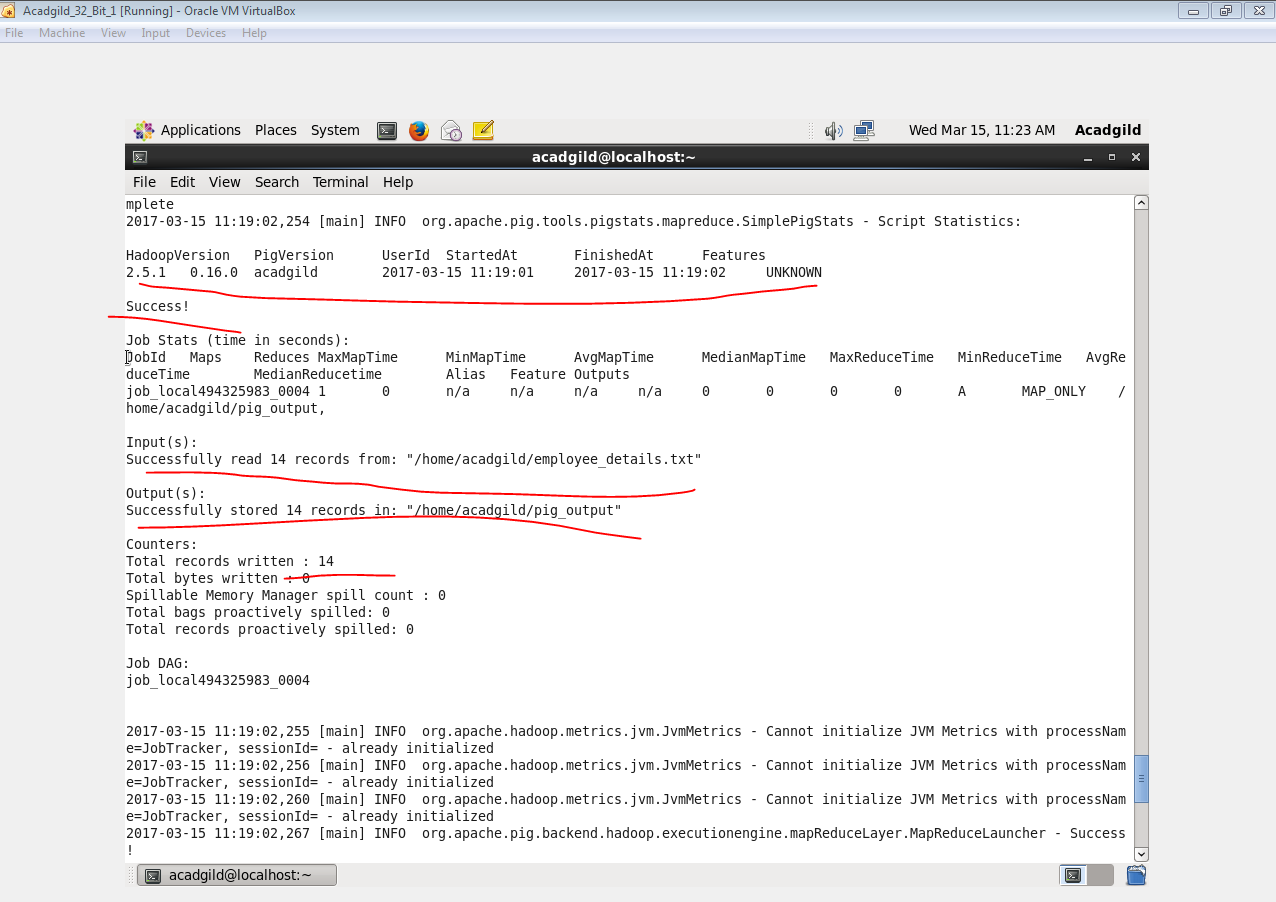 Acadgild_32_Bit_1 [Running] - Oracle VM VirtualBox
File Machine View Input Devices Help
Applications Places System Wed Mar 15, 11:23 AM Acadgild
acadgild@localhost:~
File Edit View Search Terminal Help
mplete
2017-03-15 11:19:02,254 [main] INFO  org.apache.pig.tools.pigstats.mapreduce.SimplePigStats - Script Statistics:
HadoopVersion PigVersion UserId StartedAt FinishedAt Features
2.5.1 0.16.0 acadgild 2017-03-15 11:19:01 2017-03-15 11:19:02 UNKNOWN
Success!
Job Stats (time in seconds):
JobId Maps Reduces MaxMapTime MinMapTime AvgMapTime MedianMapTime MaxReduceTime MinReduceTime AvgRe
duceTime MedianReducetime Alias Feature Outputs
job_local494325983_0004 1 0 n/a n/a n/a n/a 0 0 0 0 A MAP_ONLY /
home/acadgild/pig_output,
Input(s):
Successfully read 14 records from: "/home/acadgild/employee_details.txt"
Output(s):
Successfully stored 14 records in: "/home/acadgild/pig_output"
Counters:
Total records written : 14
Total bytes written : 0
Spillable Memory Manager spill count : 0
Total bags proactively spilled: 0
Total records proactively spilled: 0
Job DAG:
job_local494325983_0004
2017-03-15 11:19:02,255 [main] INFO  org.apache.hadoop.metrics.jvm.JvmMetrics - Cannot initialize JVM Metrics with processNam
e=JobTracker, sessionId= - already initialized
2017-03-15 11:19:02,256 [main] INFO  org.apache.hadoop.metrics.jvm.JvmMetrics - Cannot initialize JVM Metrics with processNam
e=JobTracker, sessionId= - already initialized
2017-03-15 11:19:02,260 [main] INFO  org.apache.hadoop.metrics.jvm.JvmMetrics - Cannot initialize JVM Metrics with processNam
e=JobTracker, sessionId= - already initialized
2017-03-15 11:19:02,267 [main] INFO  org.apache.pig.backend.hadoop.executionengine.mapReduceLayer.MapReduceLauncher - Success
!
acadgild@localhost:~